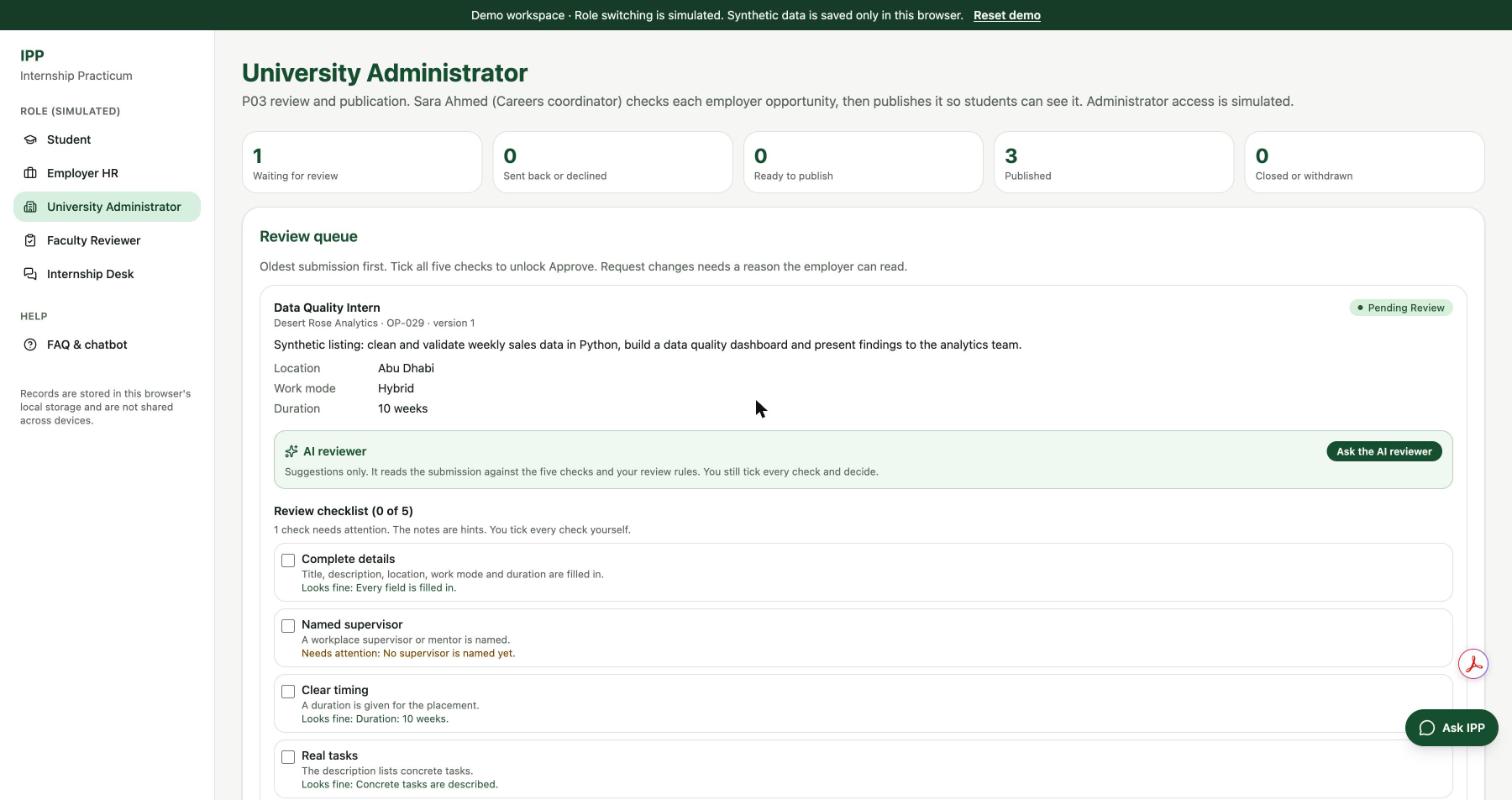 Demo workspace · Role switching is simulated. Synthetic data is saved only in this browser. Reset demo
IPP
Internship Practicum
ROLE (SIMULATED)
Student
Employer HR
University Administrator
Faculty Reviewer
Internship Desk
HELP
FAQ & chatbot
Records are stored in this browser's
local storage and are not shared
across devices.
University Administrator
P03 review and publication. Sara Ahmed (Careers coordinator) checks each employer opportunity, then publishes it so students can see it. Administrator access is simulated.
1
Waiting for review
0
Sent back or declined
0
Ready to publish
3
Published
0
Closed or withdrawn
Review queue
Oldest submission first. Tick all five checks to unlock Approve. Request changes needs a reason the employer can read.
Data Quality Intern
Pending Review
Desert Rose Analytics · OP-029 · version 1
Synthetic listing: clean and validate weekly sales data in Python, build a data quality dashboard and present findings to the analytics team.
Location Abu Dhabi
Work mode Hybrid
Duration 10 weeks
AI reviewer
Ask the AI reviewer
Suggestions only. It reads the submission against the five checks and your review rules. You still tick every check and decide.
Review checklist (0 of 5)
1 check needs attention. The notes are hints. You tick every check yourself.
Complete details
Title, description, location, work mode and duration are filled in.
Looks fine: Every field is filled in.
Named supervisor
A workplace supervisor or mentor is named.
Needs attention: No supervisor is named yet.
Clear timing
A duration is given for the placement.
Looks fine: Duration: 10 weeks.
Real tasks
The description lists concrete tasks.
Looks fine: Concrete tasks are described.
Ask IPP